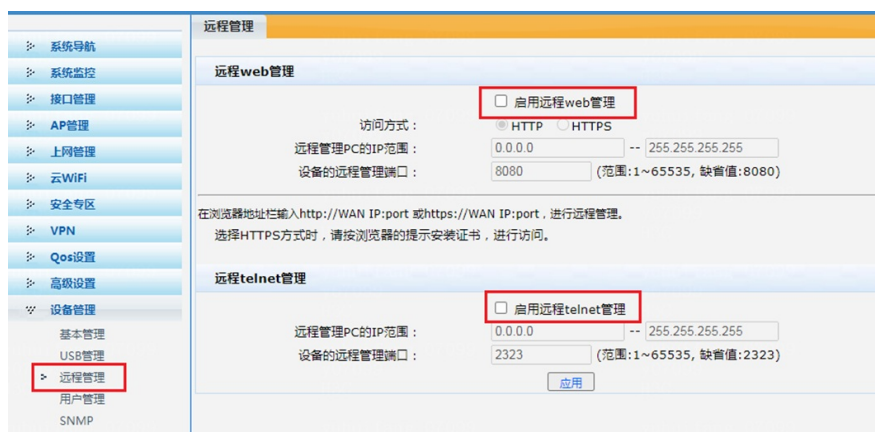 远程管理
系统导航
系统监控
接口管理
AP管理
上网管理
云WiFi
安全专区
VPN
Qos设置
高级设置
设备管理
基本管理
USB管理
远程管理
用户管理
SNMP
远程web管理
启用远程web管理
访问方式： HTTP HTTPS
远程管理PC的IP范围： 0.0.0.0 -- 255.255.255.255
设备的远程管理端口： 8080 (范围:1~65535, 缺省值:8080)
在浏览器地址栏输入http://WAN IP:port 或https://WAN IP:port，进行远程管理。
选择HTTPS方式时，请按浏览器的提示安装证书，进行访问。
远程telnet管理
启用远程telnet管理
远程管理PC的IP范围： 0.0.0.0 -- 255.255.255.255
设备的远程管理端口： 2323 (范围:1~65535, 缺省值:2323)
应用